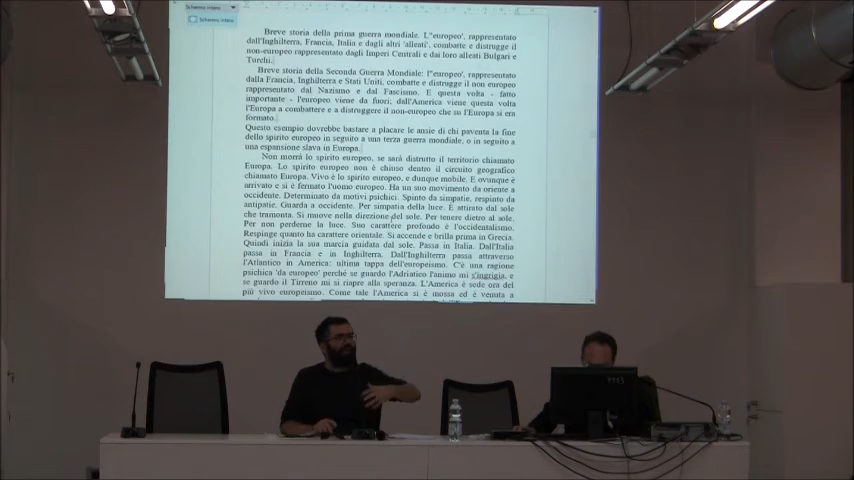 Schermo intero
Schermo intero
Breve storia della prima guerra mondiale. L'‘europeo’, rappresentato
dall'Inghilterra, Francia, Italia e dagli altri ‘alleati’, combatte e distrugge il
non-europeo rappresentato dagli Imperi Centrali e dai loro alleati Bulgari e
Turchi.
Breve storia della Seconda Guerra Mondiale: l'‘europeo’, rappresentato
dalla Francia, Inghilterra e Stati Uniti, combatte e distrugge il non europeo
rappresentato dal Nazismo e dal Fascismo. E questa volta - fatto
importante - l'europeo viene da fuori; dall'America viene questa volta
l'Europa a combattere e a distruggere il non-europeo che su l'Europa si era
formato.
Questo esempio dovrebbe bastare a placare le ansie di chi paventa la fine
dello spirito europeo in seguito a una terza guerra mondiale, o in seguito a
una espansione slava in Europa.
Non morrà lo spirito europeo, se sarà distrutto il territorio chiamato
Europa. Lo spirito europeo non è chiuso dentro il circuito geografico
chiamato Europa. Vivo è lo spirito europeo, e dunque mobile. E ovunque è
arrivato e si è fermato l'uomo europeo. Ha un suo movimento da oriente a
occidente. Determinato da motivi psichici. Spinto da simpatie, respinto da
antipatie. Guarda a occidente. Per simpatia della luce. È attirato dal sole
che tramonta. Si muove nella direzione del sole. Per tenere dietro al sole.
Per non perderne la luce. Suo carattere profondo è l'occidentalismo.
Respinge quanto ha carattere orientale. Si accende e brilla prima in Grecia.
Quindi inizia la sua marcia guidata dal sole. Passa in Italia. Dall'Italia
passa in Francia e in Inghilterra. Dall'Inghilterra passa attraverso
l'Atlantico in America: ultima tappa dell'europeismo. C'è una ragione
psichica ‘da europeo’ perché se guardo l'Adriatico l'animo mi s'ingrigia, e
se guardo il Tirreno mi si riapre alla speranza. L'America è sede ora del
più vivo europeismo. Come tale l'America si è mossa ed è venuta a